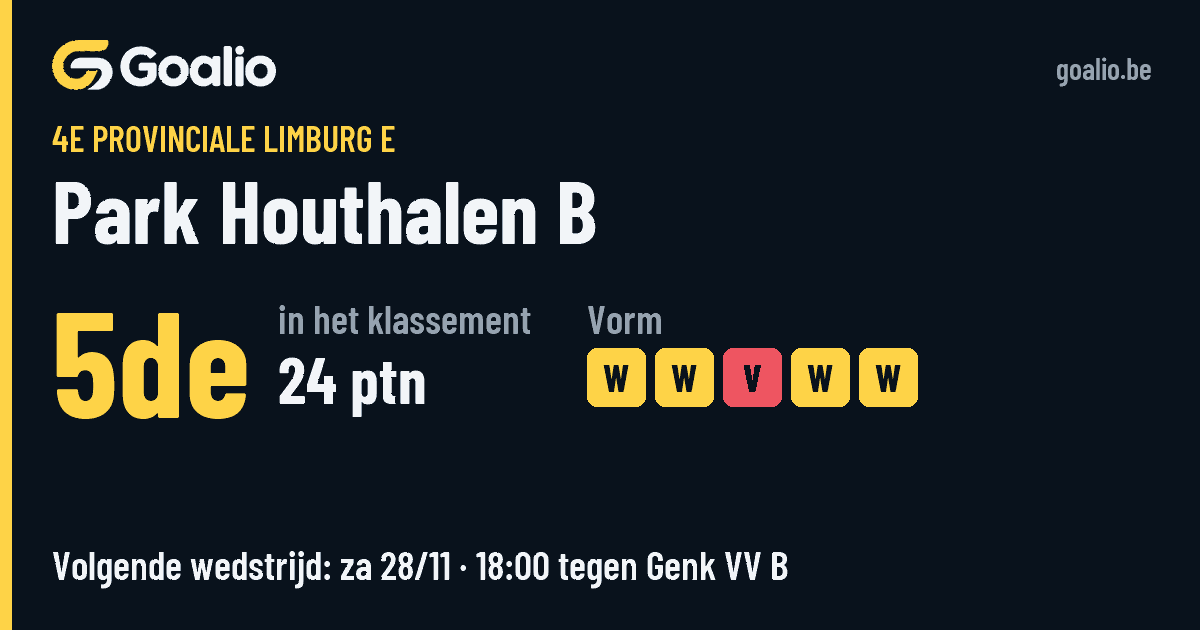 Goalio
goalio.be
4E PROVINCIALE LIMBURG E
Park Houthalen B
5de
in het klassement
24 ptn
Vorm
W W V W W
Volgende wedstrijd: za 28/11 · 18:00 tegen Genk VV B